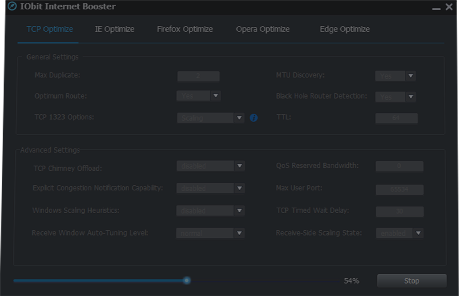 IObit Internet Booster
TCP Optimize IE Optimize Firefox Optimize Opera Optimize Edge Optimize
General Settings
Max Duplicate: MTU Discovery:
Optimum Route: Black Hole Router Detection:
TCP 1323 Options: Scaling TTL:
Advanced Settings
TCP Chimney Offload: QoS Reserved Bandwidth:
Explicit Congestion Notification Capability: Max User Port:
Windows Scaling Heuristics: TCP Timed Wait Delay:
Receive Window Auto-Tuning Level: Receive-Side Scaling State:
54% Stop